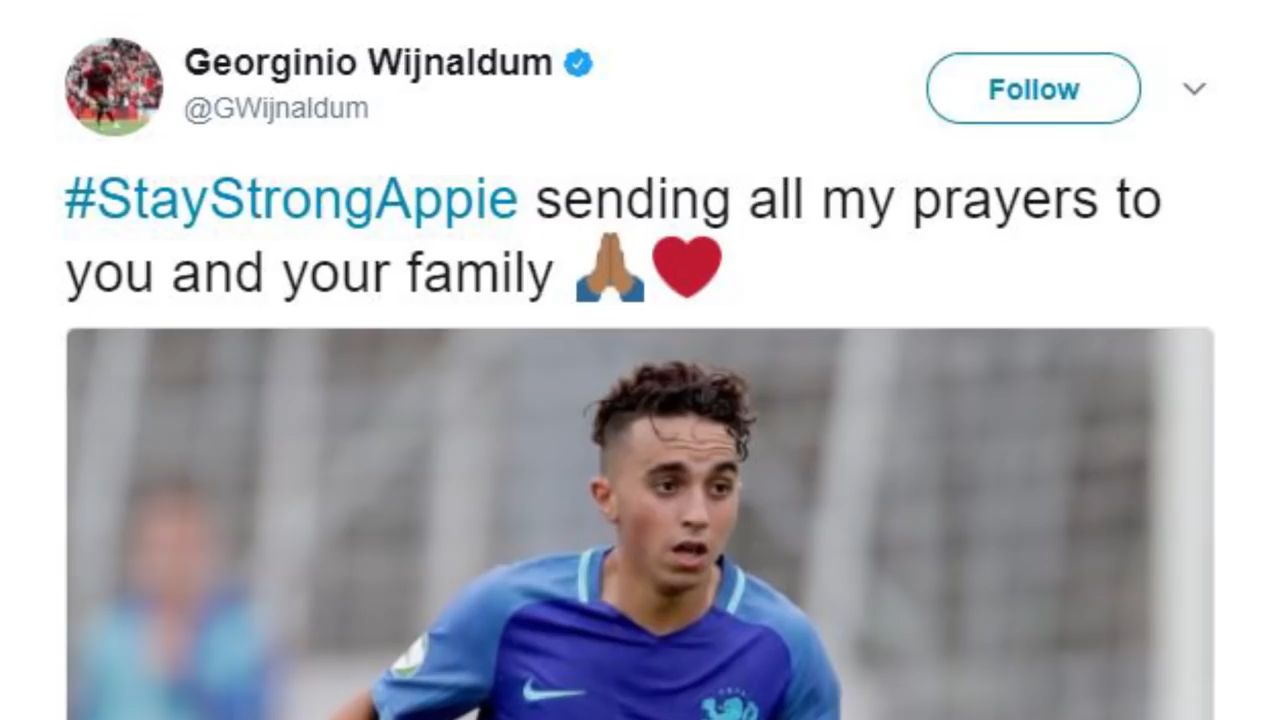 Georginio Wijnaldum
@GWijnaldum
Follow
#StayStrongAppie sending all my prayers to
you and your family 🙏🏾❤️